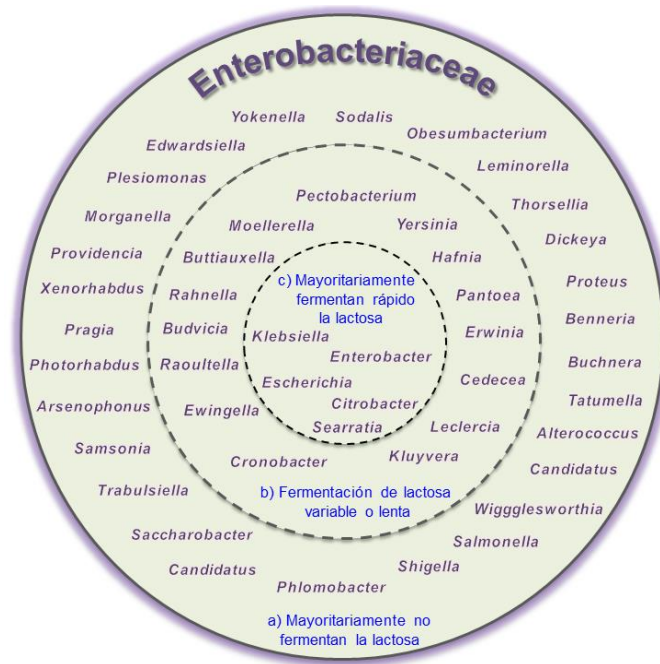 Enterobacteriaceae
Yokenella
Sodalis
Obesumbacterium
Edwardsiella
Leminorella
Plesiomonas
Thorsellia
Morganella
Dickeya
Providencia
Proteus
Xenorhabdus
Benneria
Pragia
Buchnera
Photorhabdus
Tatumella
Arsenophonus
Alterococcus
Samsonia
Candidatus
Trabulsiella
Wiggglesworthia
Saccharobacter
Salmonella
Candidatus
Shigella
Phlomobacter
a) Mayoritariamente no
fermentan la lactosa
Pectobacterium
Moellerella
Yersinia
Buttiauxella
Hafnia
Rahnella
Pantoea
Budvicia
Erwinia
Raoultella
Cedecea
Ewingella
Leclercia
Cronobacter
Kluyvera
b) Fermentación de lactosa
variable o lenta
c) Mayoritariamente
fermentan rápido
la lactosa
Klebsiella
Enterobacter
Escherichia
Citrobacter
Searratia